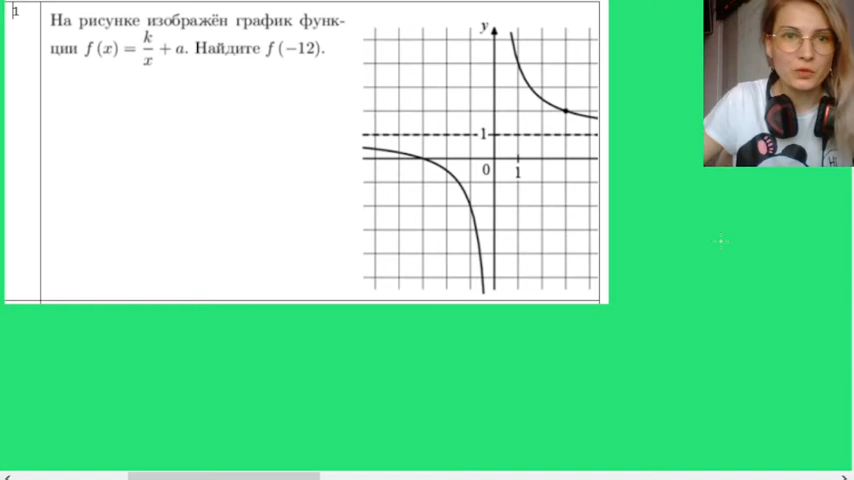 1
На рисунке изображён график функ-
ции f (x) = k/x + a. Найдите f (−12).
y
1
0
1